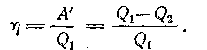 η = A'/Q₁ = Q₁−Q₂/Q₁ .